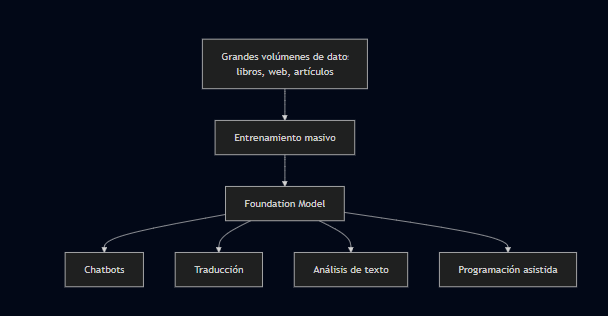 Grandes volúmenes de dato
libros, web, artículos
Entrenamiento masivo
Foundation Model
Chatbots
Traducción
Análisis de texto
Programación asistida